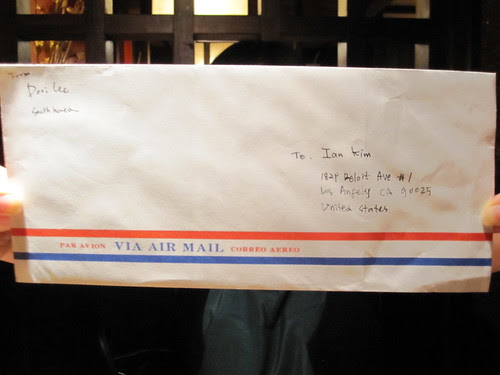 From
Dori Lee
South Korea
To. Ian Kim
1824 Beloit Ave #1
Los Angeles CA 90025
United States
PAR AVION VIA AIR MAIL CORREO AEREO